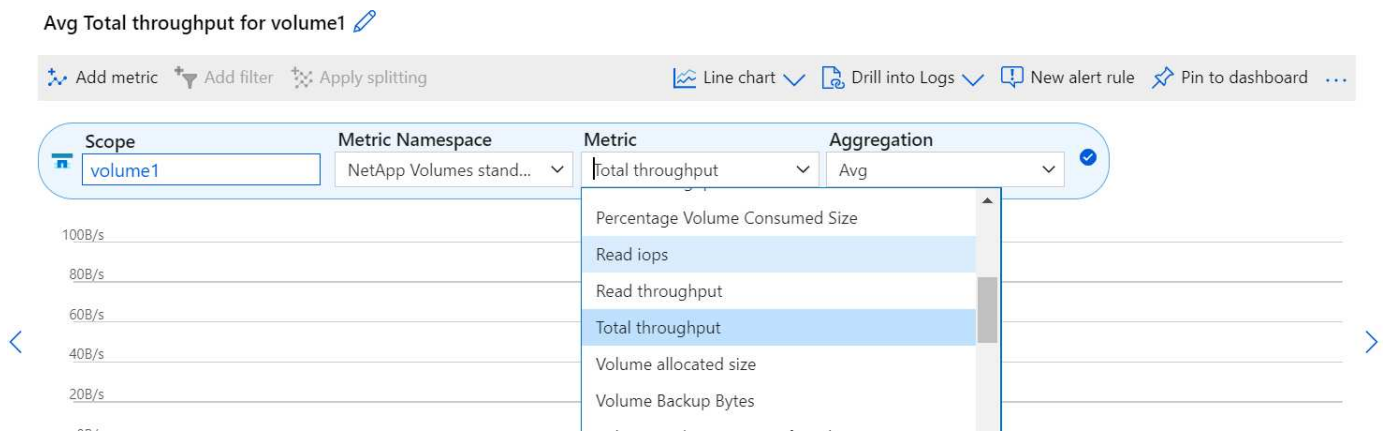 Avg Total throughput for volume1
Add metric Add filter Apply splitting Line chart Drill into Logs New alert rule Pin to dashboard ...
Scope Metric Namespace Metric Aggregation
volume1 NetApp Volumes stand... Total throughput Avg
Percentage Volume Consumed Size
Read iops
Read throughput
Total throughput
Volume allocated size
Volume Backup Bytes
100B/s
80B/s
60B/s
40B/s
20B/s